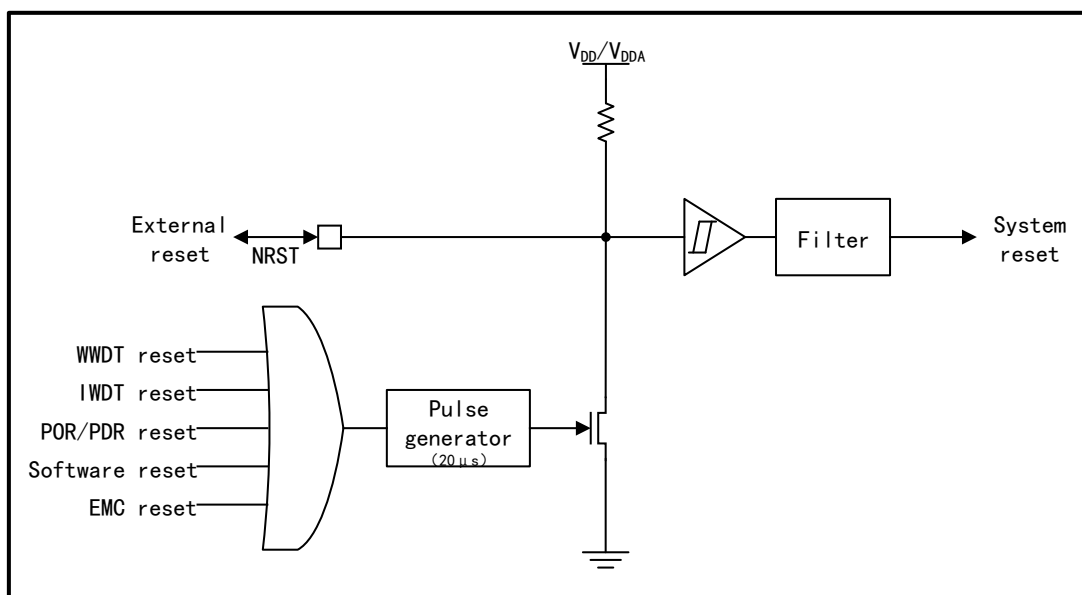 VDD/VDDA
External
reset
NRST
Filter
System
reset
WWDT reset
IWDT reset
POR/PDR reset
Software reset
EMC reset
Pulse
generator
（20μs）